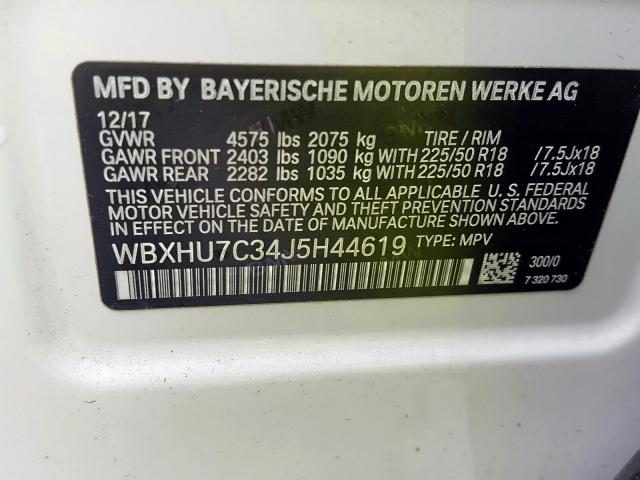 MFD BY BAYERISCHE MOTOREN WERKE AG
12/17
GVWR 4575 lbs 2075 kg TIRE / RIM
GAWR FRONT 2403 lbs 1090 kg WITH 225/50 R18 /7.5Jx18
GAWR REAR 2282 lbs 1035 kg WITH 225/50 R18 /7.5Jx18
THIS VEHICLE CONFORMS TO ALL APPLICABLE U.S. FEDERAL
MOTOR VEHICLE SAFETY AND THEFT PREVENTION STANDARDS
IN EFFECT ON THE DATE OF MANUFACTURE SHOWN ABOVE.
WBXHU7C34J5H44619 TYPE: MPV
300/0
7 320 730